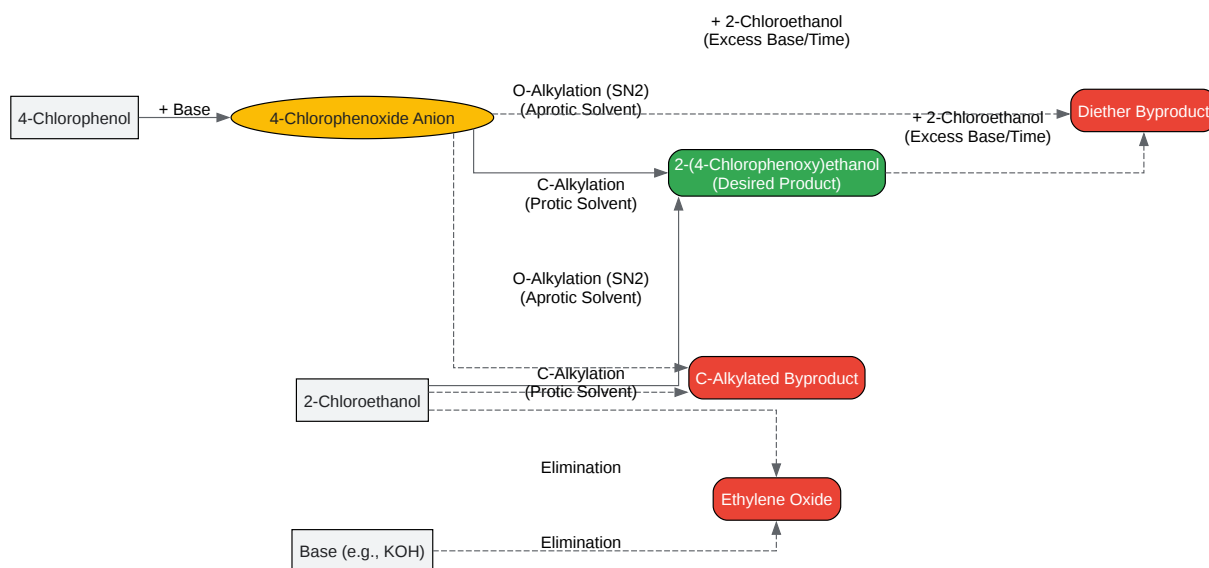 + 2-Chloroethanol
(Excess Base/Time)
O-Alkylation (SN2)
(Aprotic Solvent)
4-Chlorophenol
+ Base
4-Chlorophenoxide Anion
Diether Byproduct
+ 2-Chloroethanol
(Excess Base/Time)
2-(4-Chlorophenoxy)ethanol
(Desired Product)
C-Alkylation
(Protic Solvent)
O-Alkylation (SN2)
(Aprotic Solvent)
C-Alkylation
(Protic Solvent)
C-Alkylated Byproduct
2-Chloroethanol
Elimination
Ethylene Oxide
Base (e.g., KOH)
Elimination